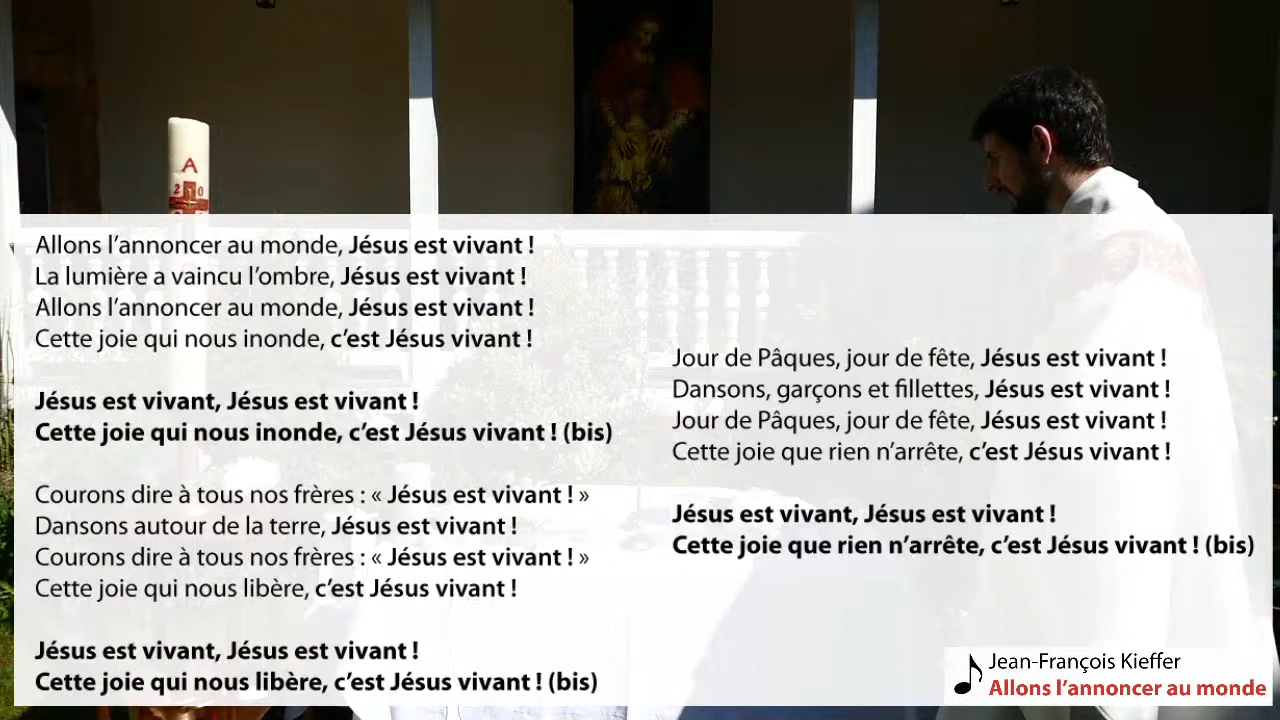 A
2 0
Allons l’annoncer au monde, Jésus est vivant !
La lumière a vaincu l’ombre, Jésus est vivant !
Allons l’annoncer au monde, Jésus est vivant !
Cette joie qui nous inonde, c’est Jésus vivant !
Jésus est vivant, Jésus est vivant !
Cette joie qui nous inonde, c’est Jésus vivant ! (bis)
Courons dire à tous nos frères : « Jésus est vivant ! »
Dansons autour de la terre, Jésus est vivant !
Courons dire à tous nos frères : « Jésus est vivant ! »
Cette joie qui nous libère, c’est Jésus vivant !
Jésus est vivant, Jésus est vivant !
Cette joie qui nous libère, c’est Jésus vivant ! (bis)
Jour de Pâques, jour de fête, Jésus est vivant !
Dansons, garçons et fillettes, Jésus est vivant !
Jour de Pâques, jour de fête, Jésus est vivant !
Cette joie que rien n’arrête, c’est Jésus vivant !
Jésus est vivant, Jésus est vivant !
Cette joie que rien n’arrête, c’est Jésus vivant ! (bis)
Jean-François Kieffer
Allons l’annoncer au monde